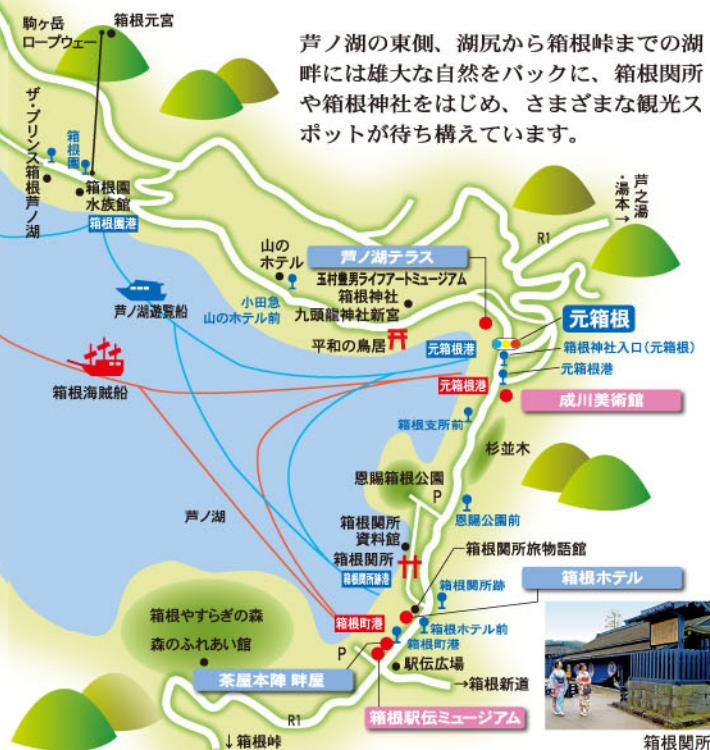 駒ヶ岳
ロープウェー
箱根元宮
芦ノ湖の東側、湖尻から箱根峠までの湖
畔には雄大な自然をバックに、箱根関所
や箱根神社をはじめ、さまざまな観光ス
ポットが待ち構えています。
ザ・プリンス箱根芦ノ湖
箱根園
箱根園
水族館
箱根園港
芦之湯
・湯本→
R1
山の
ホテル
芦ノ湖テラス
玉村豊男ライフアートミュージアム
小田急
山のホテル前
箱根神社
九頭龍神社新宮
平和の鳥居
芦ノ湖遊覧船
元箱根港
元箱根
箱根神社入口(元箱根)
元箱根港
元箱根港
箱根海賊船
成川美術館
箱根支所前
杉並木
恩賜箱根公園
P
芦ノ湖
恩賜公園前
箱根関所
資料館
箱根関所
箱根関所旅物語館
箱根関所跡港
箱根関所跡
箱根ホテル
箱根町港
箱根ホテル前
箱根町港
箱根やすらぎの森
森のふれあい館
P
駅伝広場
茶屋本陣 畔屋
→箱根新道
箱根駅伝ミュージアム
R1
↓箱根峠
箱根関所